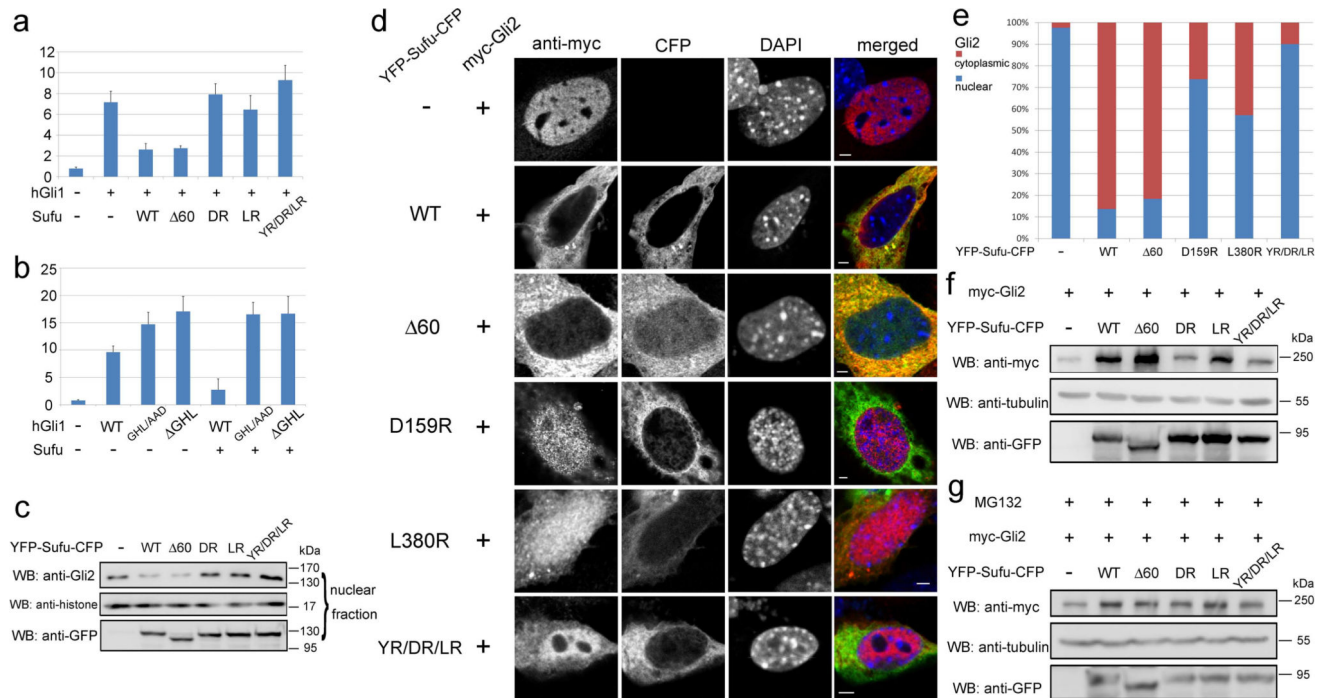 a
12
10
8
6
4
2
0
hGli1 - + + + + +
Sufu - - WT Δ60 DR LR YR/DR/LR
b
25
20
15
10
5
0
hGli1 - WT GHL/AAD ΔGHL WT GHL/AAD ΔGHL
Sufu - - - - + + +
c
YFP-Sufu-CFP - WT Δ60 DR LR YR/DR/LR
kDa
WB: anti-Gli2 170
130
WB: anti-histone 17
WB: anti-GFP 130
95
nuclear
fraction
d
YFP-Sufu-CFP myc-Gli2 anti-myc CFP DAPI merged
- +
WT +
Δ60 +
D159R +
L380R +
YR/DR/LR +
e
100%
90%
80%
70%
60%
50%
40%
30%
20%
10%
0%
Gli2
cytoplasmic
nuclear
YFP-Sufu-CFP - WT Δ60 D159R L380R YR/DR/LR
f
myc-Gli2 + + + + + +
YFP-Sufu-CFP - WT Δ60 DR LR YR/DR/LR
kDa
WB: anti-myc 250
WB: anti-tubulin 55
WB: anti-GFP 95
g
MG132 + + + + + +
myc-Gli2 + + + + + +
YFP-Sufu-CFP - WT Δ60 DR LR YR/DR/LR
kDa
WB: anti-myc 250
WB: anti-tubulin 55
WB: anti-GFP 95